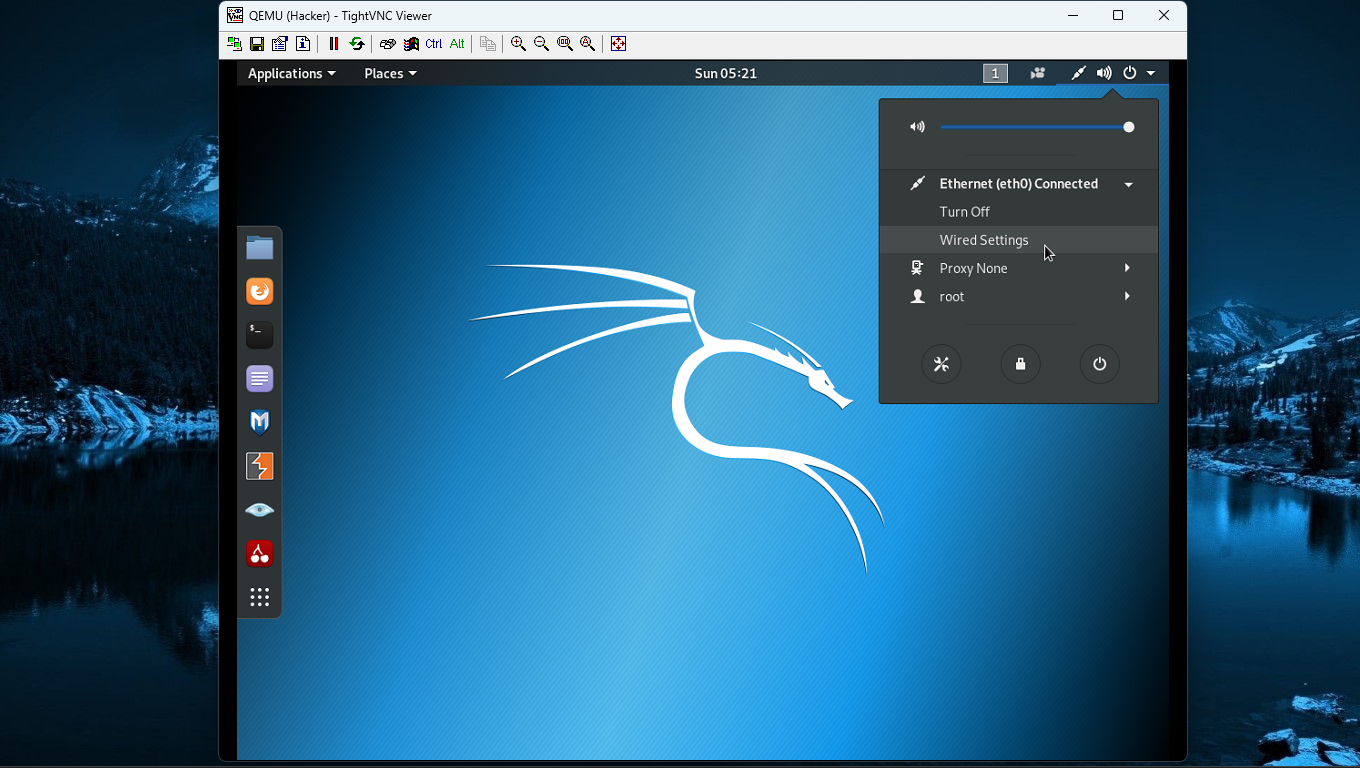 QEMU (Hacker) - TightVNC Viewer
Ctrl Alt
Applications Places Sun 05:21 1
Ethernet (eth0) Connected
Turn Off
Wired Settings
Proxy None
root
$_